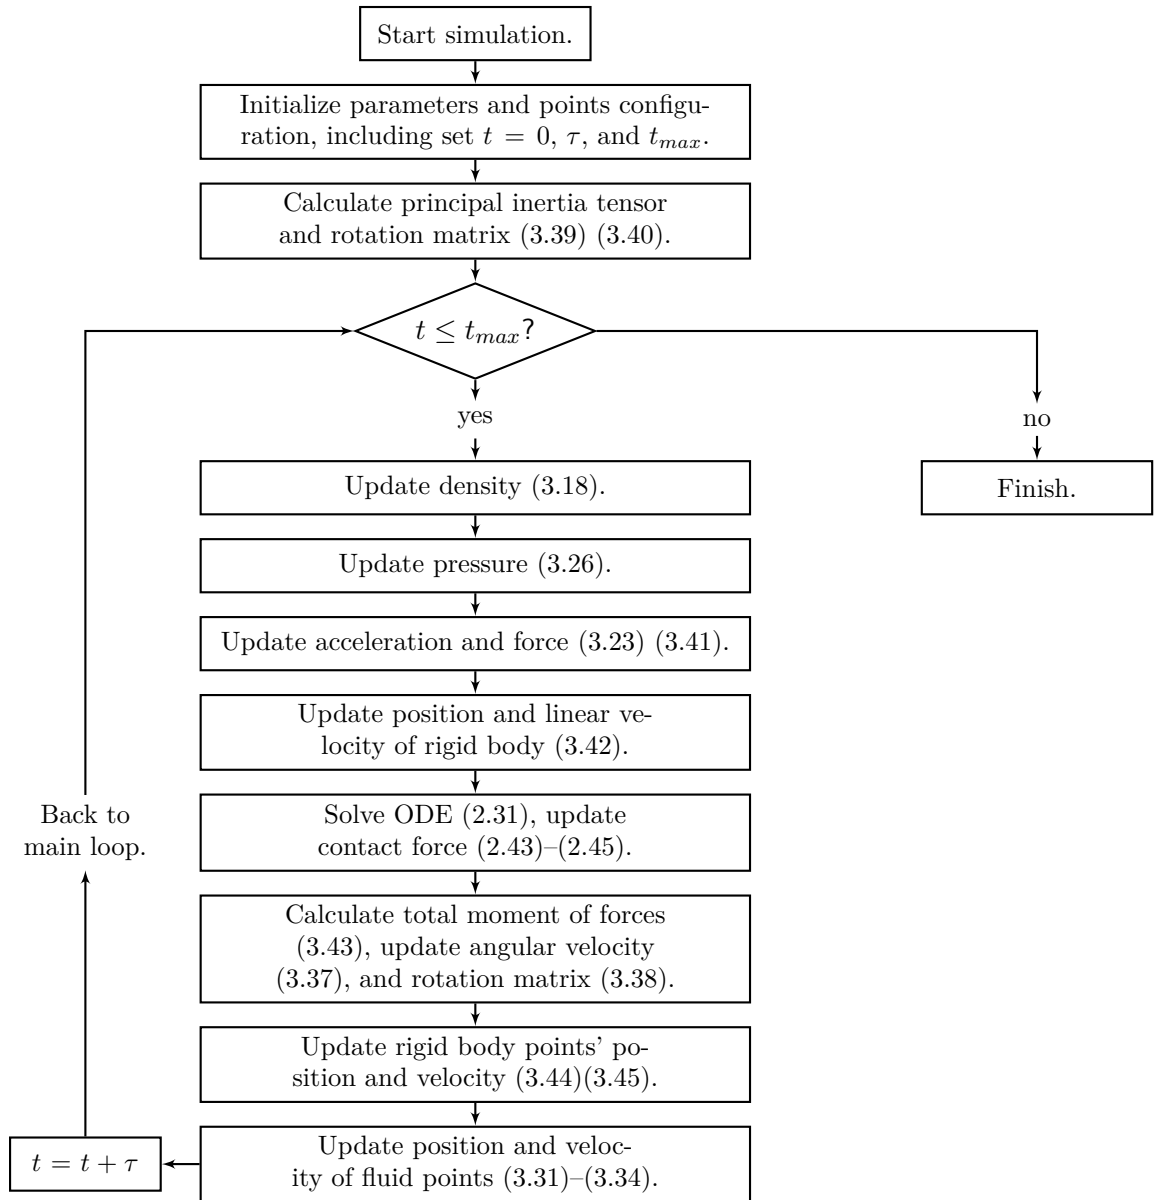 Start simulation.
Initialize parameters and points configu-
ration, including set t = 0, τ, and t_max.
Calculate principal inertia tensor
and rotation matrix (3.39) (3.40).
t ≤ t_max?
yes
no
Update density (3.18).
Finish.
Update pressure (3.26).
Update acceleration and force (3.23) (3.41).
Update position and linear ve-
locity of rigid body (3.42).
Solve ODE (2.31), update
contact force (2.43)–(2.45).
Back to
main loop.
Calculate total moment of forces
(3.43), update angular velocity
(3.37), and rotation matrix (3.38).
Update rigid body points’ po-
sition and velocity (3.44)(3.45).
Update position and veloc-
ity of fluid points (3.31)–(3.34).
t = t + τ